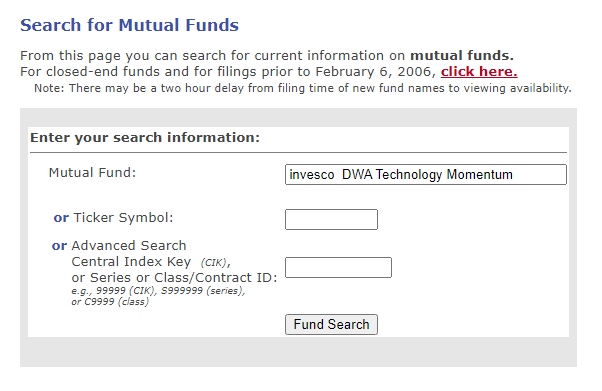 Search for Mutual Funds
From this page you can search for current information on mutual funds.
For closed-end funds and for filings prior to February 6, 2006, click here.
Note: There may be a two hour delay from filing time of new fund names to viewing availability.
Enter your search information:
Mutual Fund: invesco  DWA Technology Momentum
or Ticker Symbol:
or Advanced Search
Central Index Key (CIK),
or Series or Class/Contract ID:
e.g., 99999 (CIK), S999999 (series),
or C9999 (class)
Fund Search